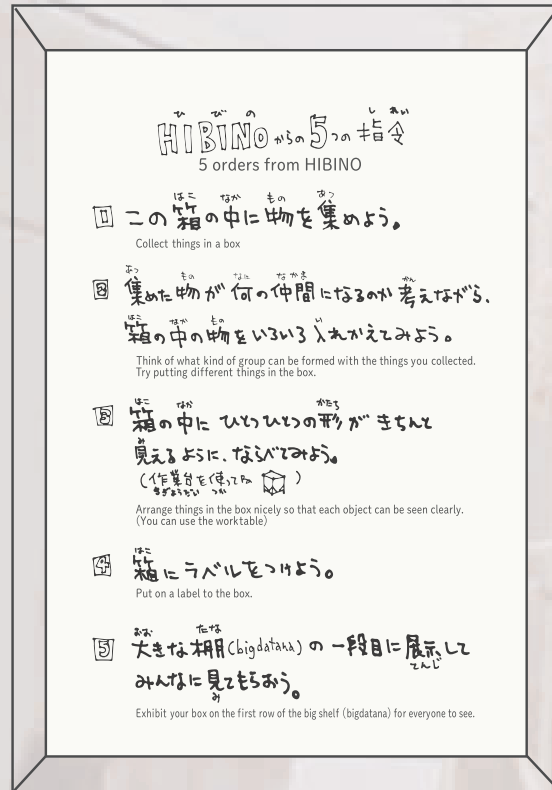 HIBINOからの5つの指令
5 orders from HIBINO
1 この箱の中に物を集めよう。
Collect things in a box
2 集めた物が何の仲間になるのか考えながら、
箱の中の物をいろいろ入れかえてみよう。
Think of what kind of group can be formed with the things you collected.
Try putting different things in the box.
3 箱の中にひとつひとつの形がきちんと
見えるように、ならべてみよう。
(作業台を使ってね)
Arrange things in the box nicely so that each object can be seen clearly.
(You can use the worktable)
4 箱にラベルをつけよう。
Put on a label to the box.
5 大きな棚(bigdatana)の一段目に展示して
みんなに見てもらおう。
Exhibit your box on the first row of the big shelf (bigdatana) for everyone to see.